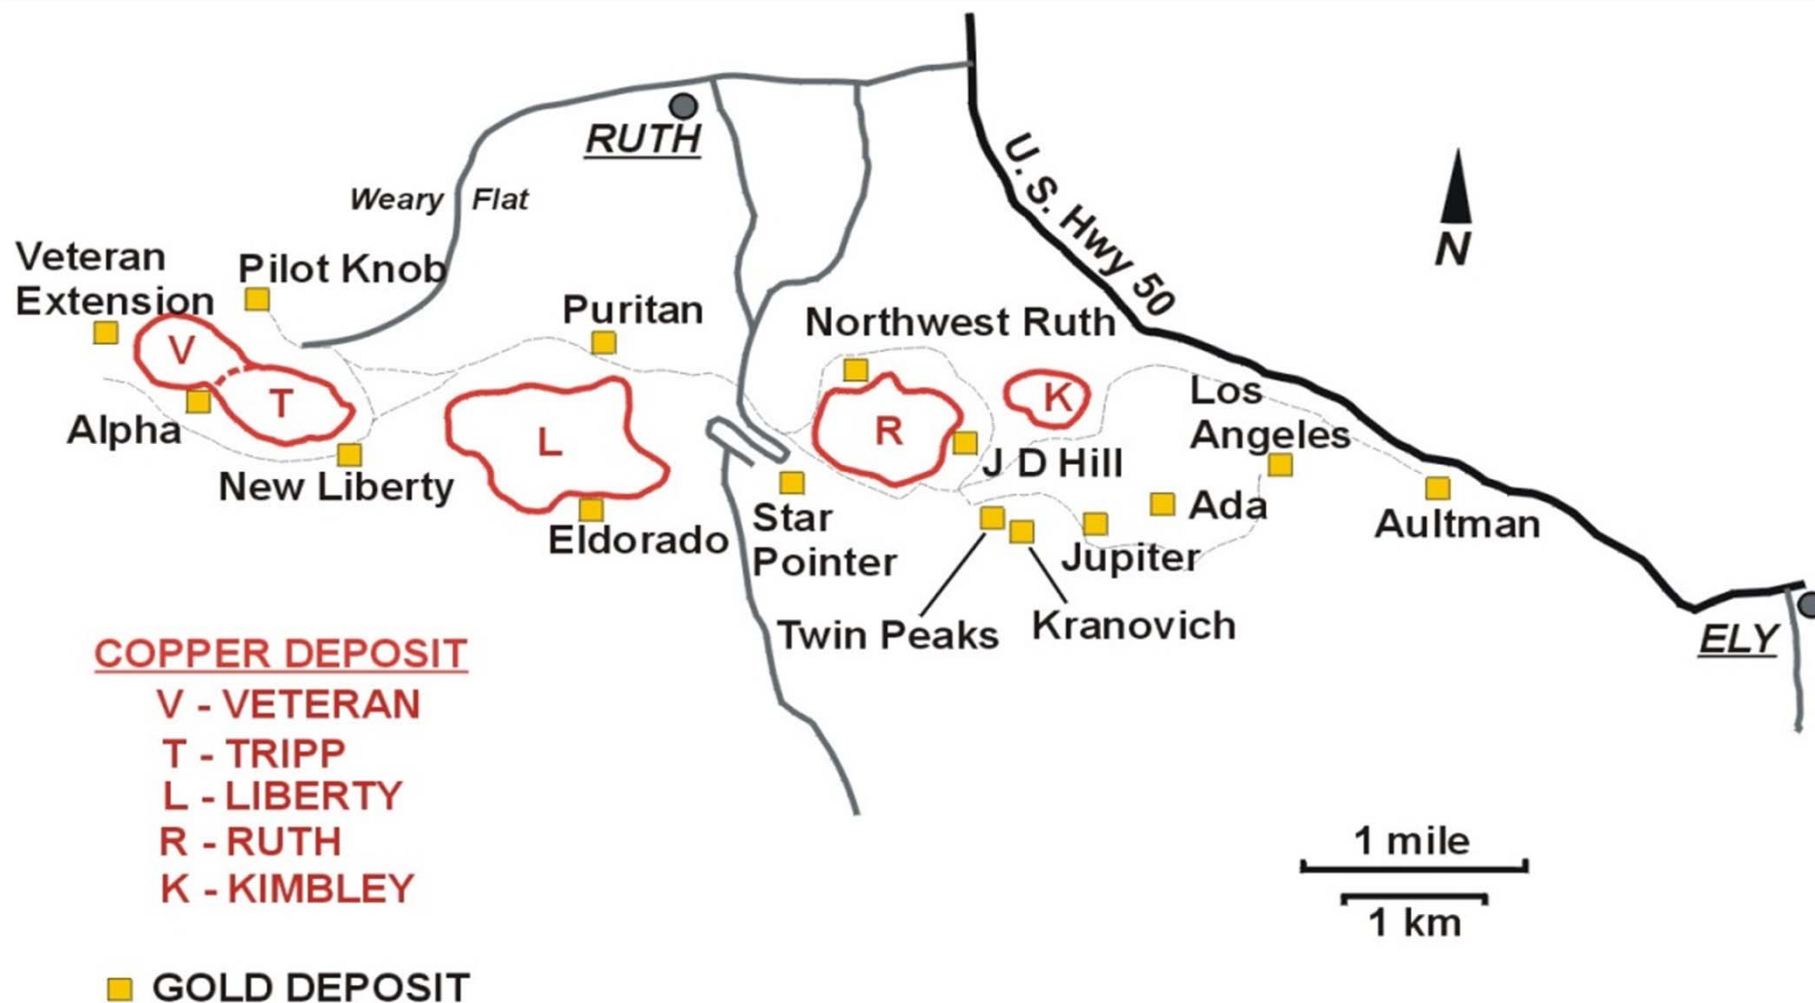 RUTH
Weary Flat
U. S. Hwy 50
N
Veteran
Extension
Pilot Knob
Puritan
Northwest Ruth
V
T
L
R
K
Los
Angeles
Alpha
New Liberty
J D Hill
Eldorado
Star
Pointer
Ada
Jupiter
Aultman
Twin Peaks
Kranovich
ELY
COPPER DEPOSIT
V - VETERAN
T - TRIPP
L - LIBERTY
R - RUTH
K - KIMBLEY
GOLD DEPOSIT
1 mile
1 km